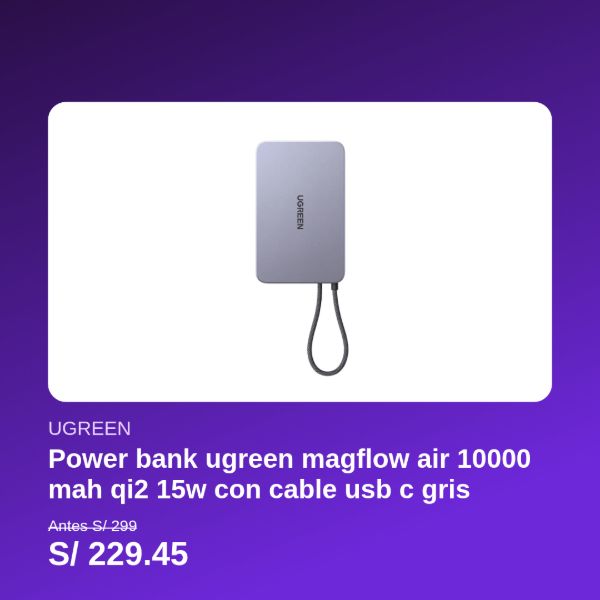 UGREEN
UGREEN
Power bank ugreen magflow air 10000
mah qi2 15w con cable usb c gris
Antes S/ 299
S/ 229.45